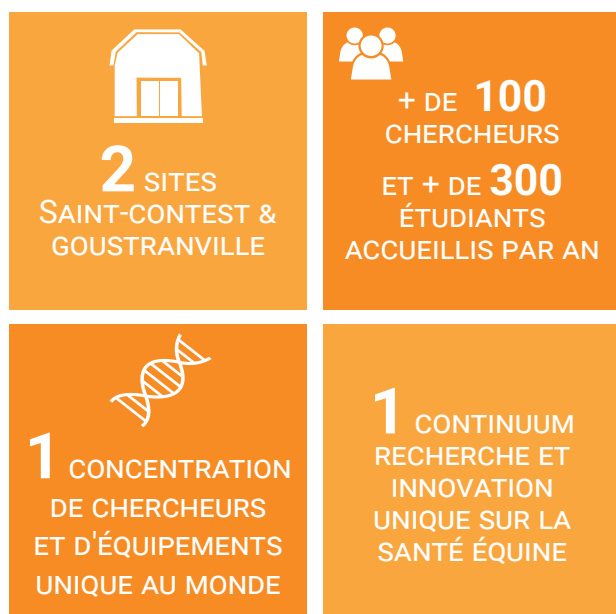 2 SITES
SAINT-CONTEST &
GOUSTRANVILLE
+ DE 100
CHERCHEURS
ET + DE 300
ÉTUDIANTS
ACCUEILLIS PAR AN
1 CONCENTRATION
DE CHERCHEURS
ET D'ÉQUIPEMENTS
UNIQUE AU MONDE
1 CONTINUUM
RECHERCHE ET
INNOVATION
UNIQUE SUR LA
SANTÉ ÉQUINE